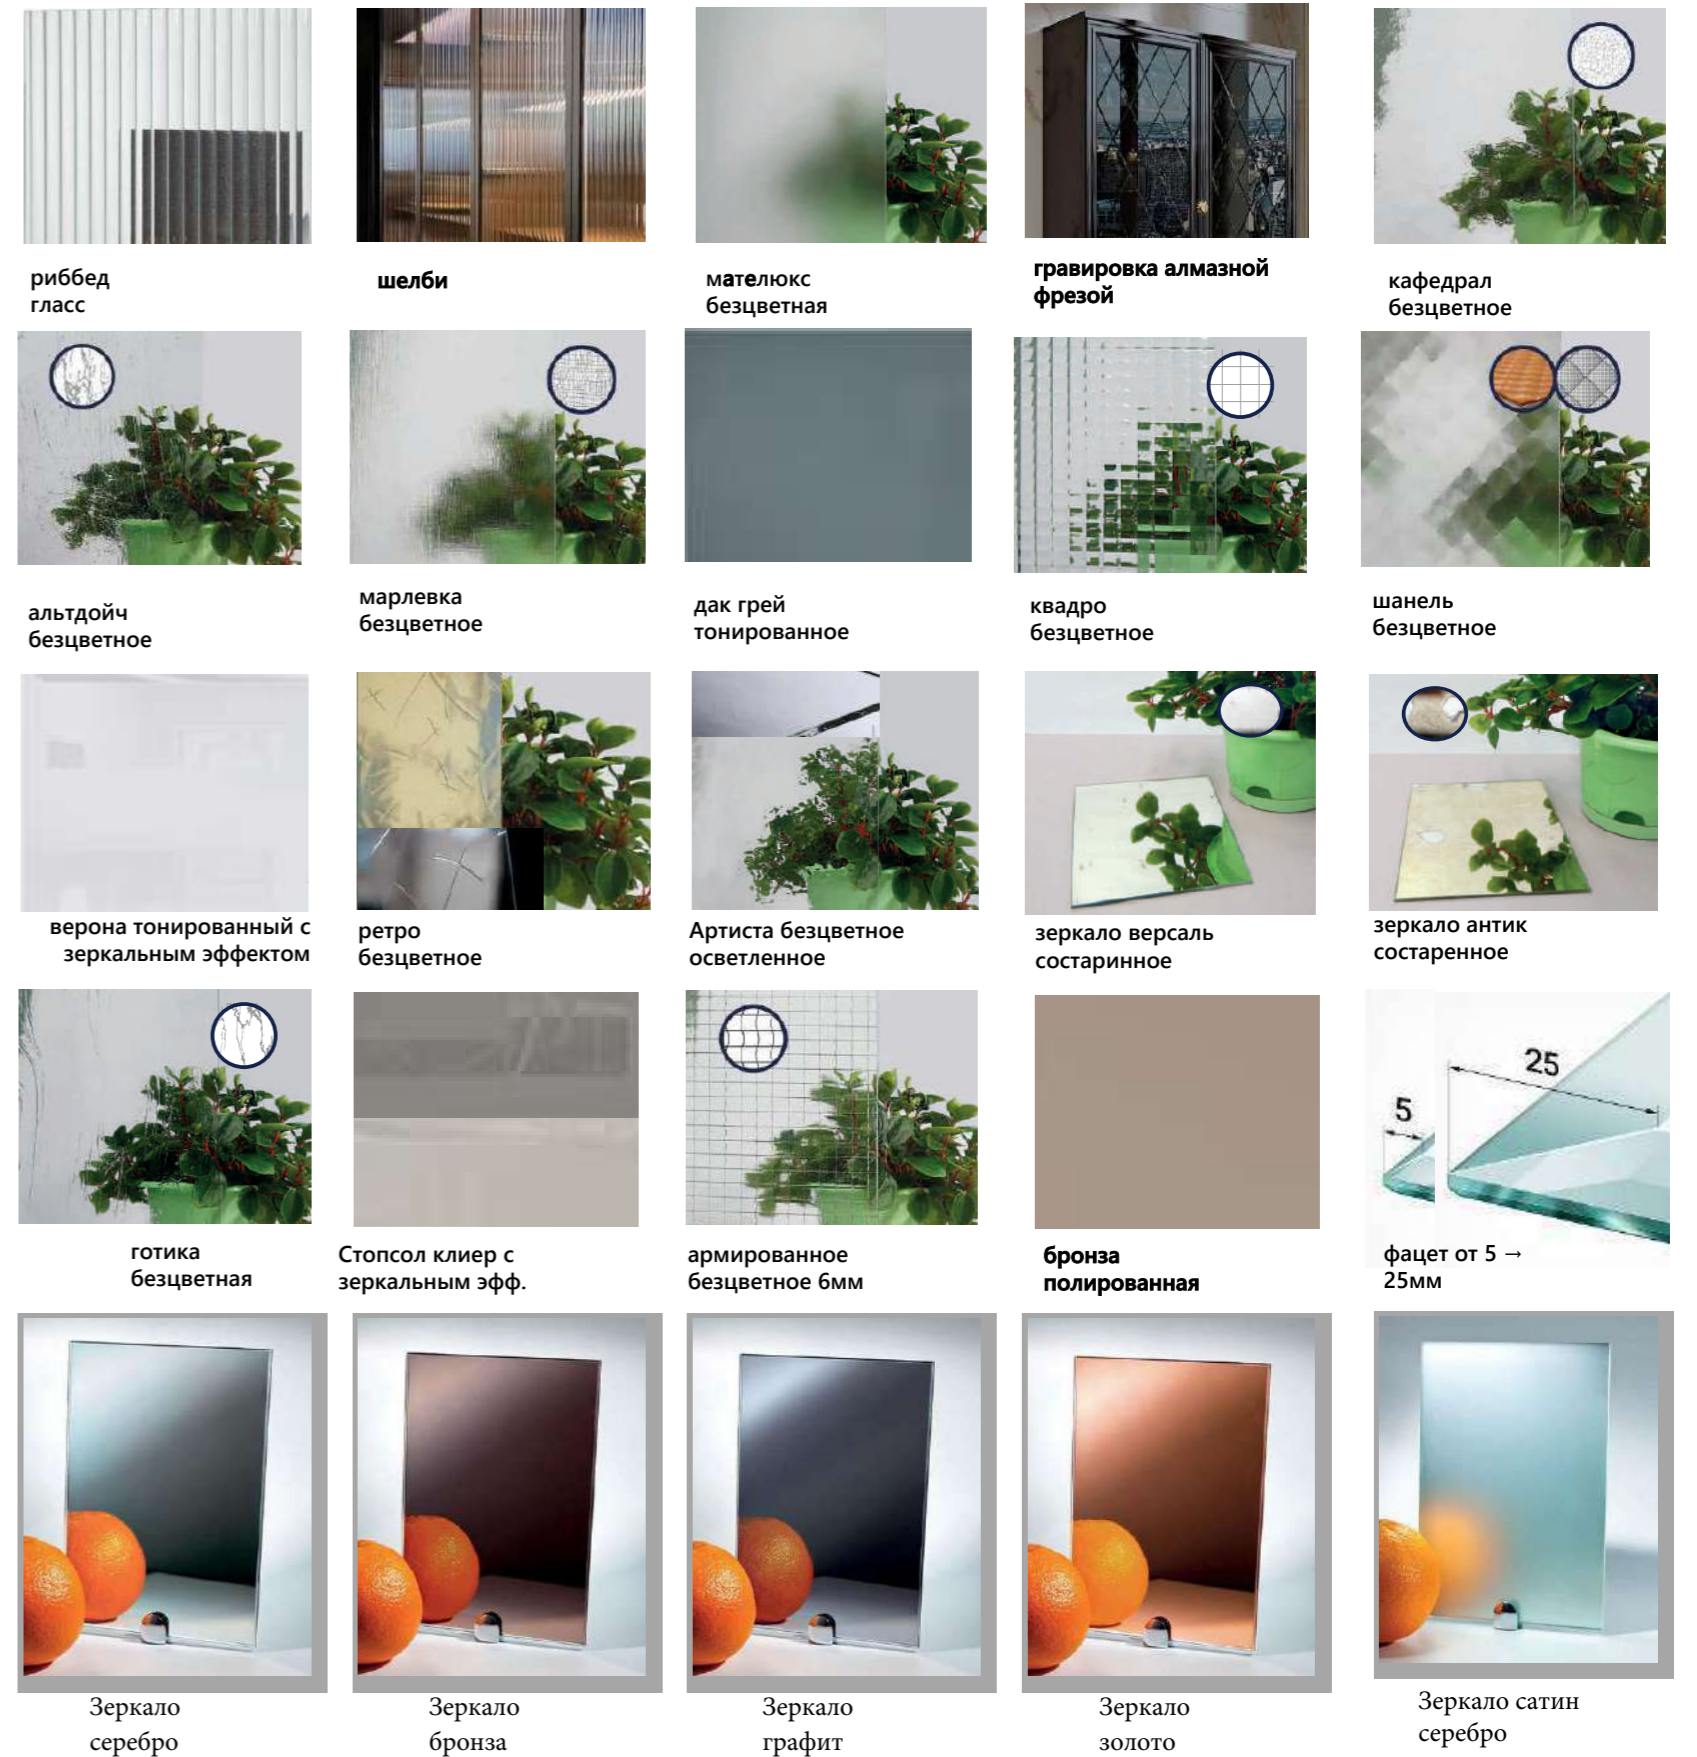 риббед
гласс
шелби
мателюкс
безцветная
гравировка алмазной
фрезой
кафедрал
безцветное
альтдойч
безцветное
марлевка
безцветное
дак грей
тонированное
квадро
безцветное
шанель
безцветное
верона тонированный с
зеркальным эффектом
ретро
безцветное
Артиста безцветное
осветленное
зеркало версаль
состаринное
зеркало антик
состаренное
25
5
готика
безцветная
Стопсол клиер с
зеркальным эфф.
армированное
безцветное 6мм
бронза
полированная
фацет от 5 →
25мм
Зеркало
серебро
Зеркало
бронза
Зеркало
графит
Зеркало
золото
Зеркало сатин
серебро